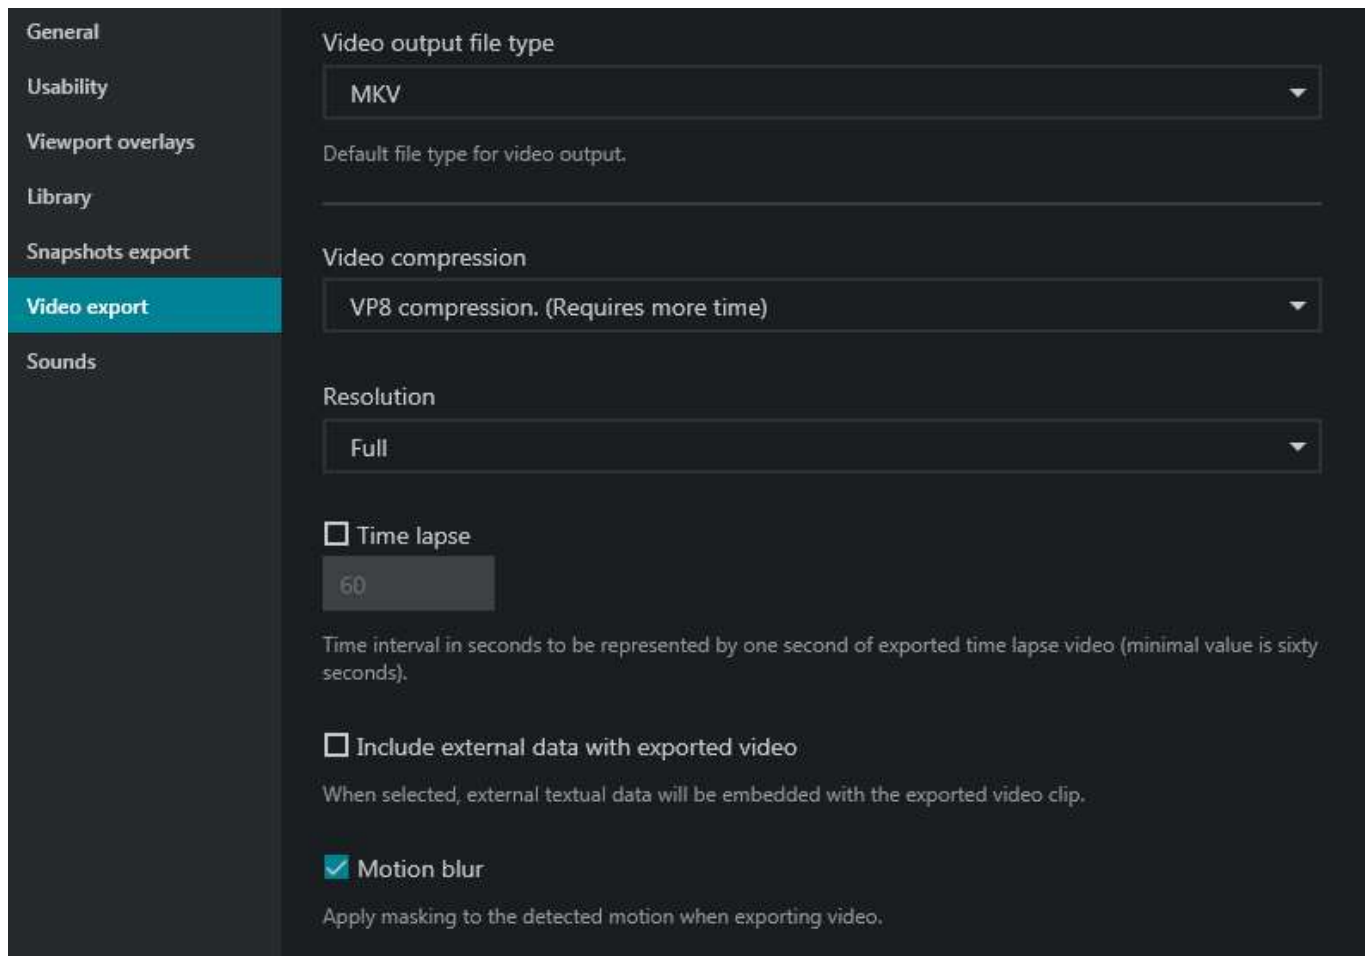 General
Usability
Viewport overlays
Library
Snapshots export
Video export
Sounds
Video output file type
MKV
Default file type for video output.
Video compression
VP8 compression. (Requires more time)
Resolution
Full
Time lapse
60
Time interval in seconds to be represented by one second of exported time lapse video (minimal value is sixty
seconds).
Include external data with exported video
When selected, external textual data will be embedded with the exported video clip.
Motion blur
Apply masking to the detected motion when exporting video.